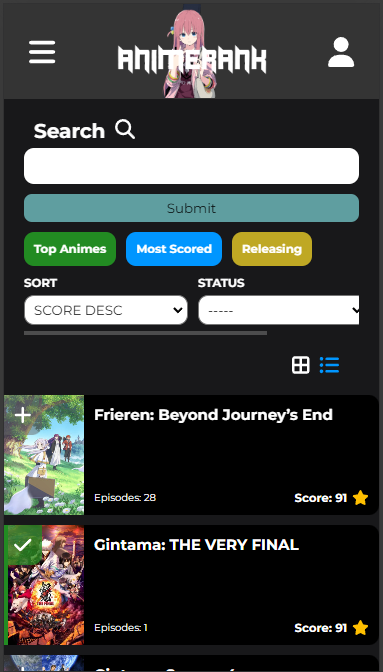 ANIMERANK
Search
Submit
Top Animes Most Scored Releasing
SORT STATUS
SCORE DESC -----
Frieren: Beyond Journey’s End
Episodes: 28 Score: 91
Gintama: THE VERY FINAL
Episodes: 1 Score: 91